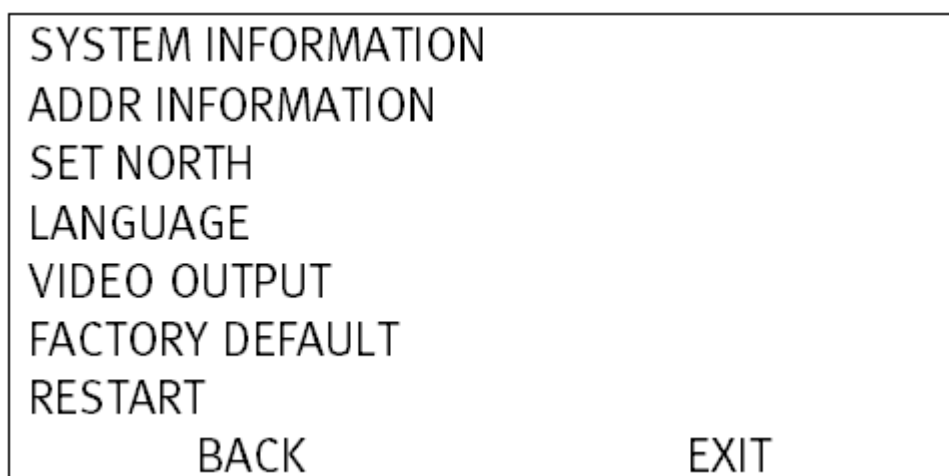 SYSTEM INFORMATION
ADDR INFORMATION
SET NORTH
LANGUAGE
VIDEO OUTPUT
FACTORY DEFAULT
RESTART
BACK EXIT